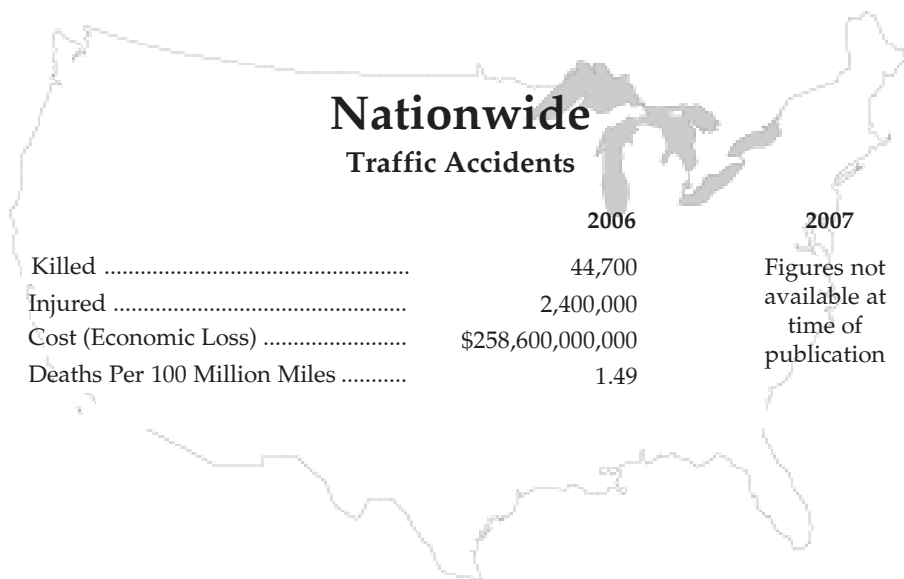 Nationwide
Traffic Accidents
2006 2007
Killed ................................................... 44,700 Figures not
Injured ................................................. 2,400,000 available at
Cost (Economic Loss) ........................ $258,600,000,000 time of
Deaths Per 100 Million Miles ........... 1.49 publication